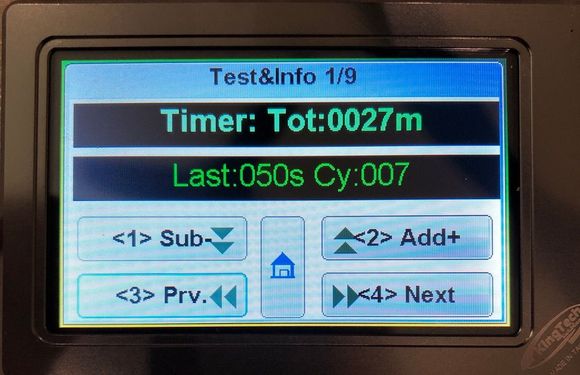 Test&Info 1/9
Timer: Tot:0027m
Last:050s Cy:007
<1> Sub-
<2> Add+
<3> Prv.
<4> Next
KingTech